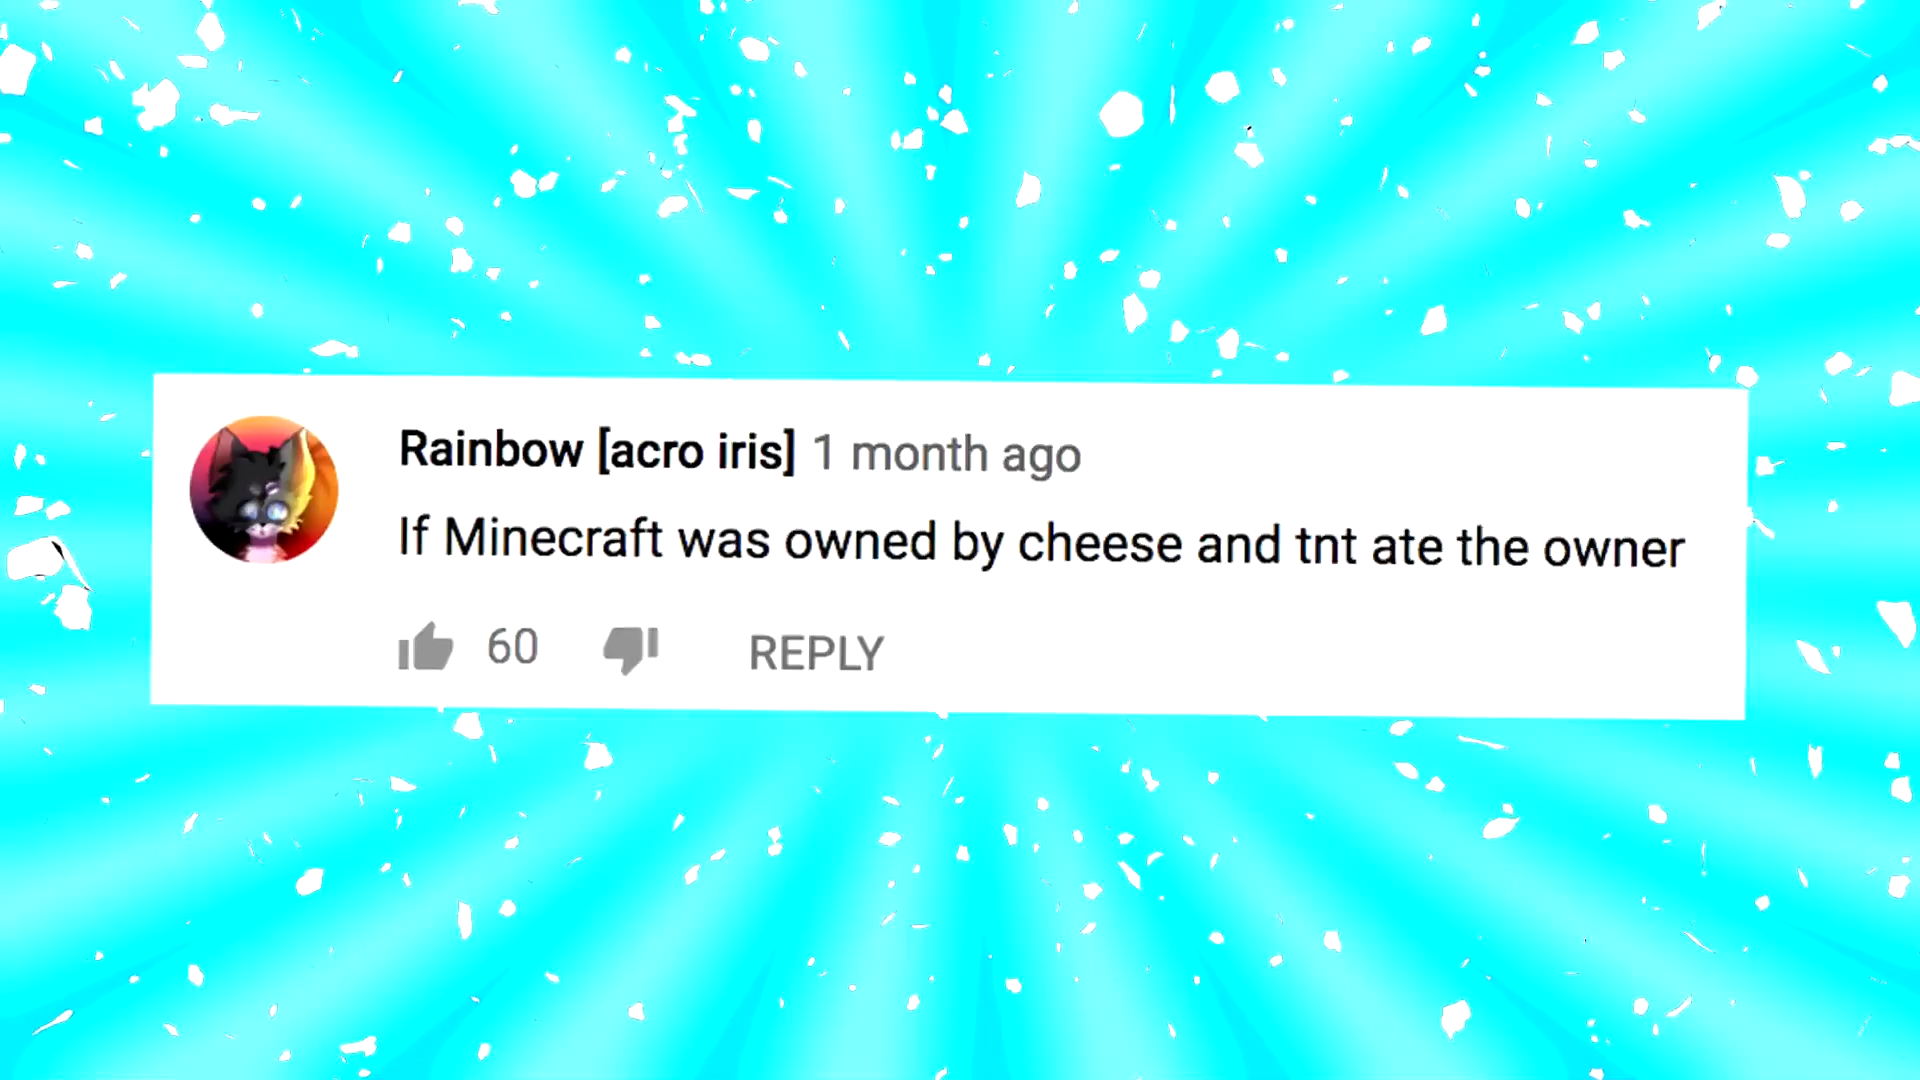 Rainbow [acro iris] 1 month ago
If Minecraft was owned by cheese and tnt ate the owner
60 REPLY